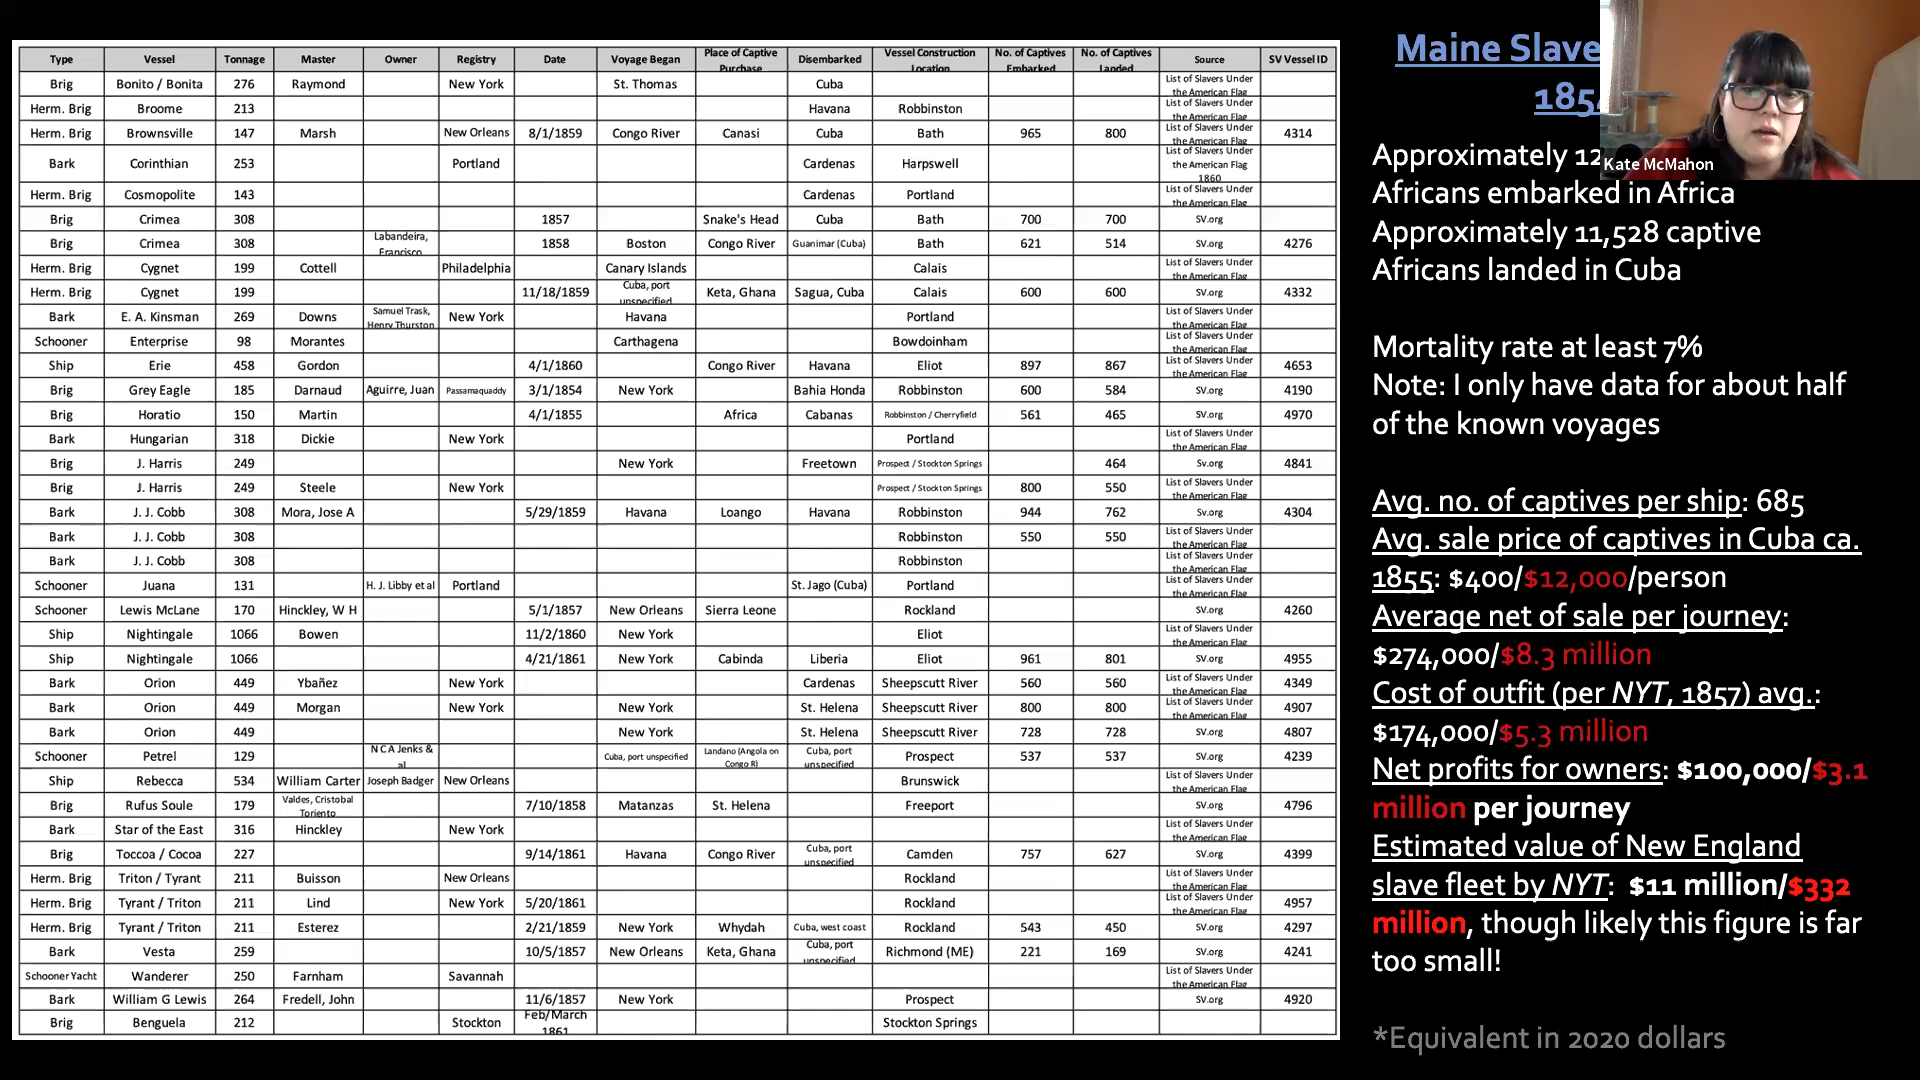 Type Vessel Tonnage Master Owner Registry Date Voyage Began Place of Captive Purchase Disembarked Vessel Construction Location No. of Captives Embarked No. of Captives Landed Source SV Vessel ID
Brig Bonito / Bonita 276 Raymond New York St. Thomas Cuba List of Slavers Under the American Flag
Herm. Brig Broome 213 Havana Robbinston List of Slavers Under the American Flag
Herm. Brig Brownsville 147 Marsh New Orleans 8/1/1859 Congo River Canasi Cuba Bath 965 800 List of Slavers Under the American Flag 4314
Bark Corinthian 253 Portland Cardenas Harpswell List of Slavers Under the American Flag 1860
Herm. Brig Cosmopolite 143 Cardenas Portland List of Slavers Under the American Flag
Brig Crimea 308 1857 Snake's Head Cuba Bath 700 700 SV.org
Brig Crimea 308 Labandeira, Francisco 1858 Boston Congo River Guanimar (Cuba) Bath 621 514 SV.org 4276
Herm. Brig Cygnet 199 Cottell Philadelphia Canary Islands Calais List of Slavers Under the American Flag
Herm. Brig Cygnet 199 11/18/1859 Cuba, port unspecified Keta, Ghana Sagua, Cuba Calais 600 600 SV.org 4332
Bark E. A. Kinsman 269 Downs Samuel Trask, Henry Thurston New York Havana Portland List of Slavers Under the American Flag
Schooner Enterprise 98 Morantes Carthagena Bowdoinham List of Slavers Under the American Flag
Ship Erie 458 Gordon 4/1/1860 Congo River Havana Eliot 897 867 List of Slavers Under the American Flag 4653
Brig Grey Eagle 185 Darnaud Aguirre, Juan Passamaquaddy 3/1/1854 New York Bahia Honda Robbinston 600 584 SV.org 4190
Brig Horatio 150 Martin 4/1/1855 Africa Cabanas Robbinston / Cherryfield 561 465 SV.org 4970
Bark Hungarian 318 Dickie New York Portland List of Slavers Under the American Flag
Brig J. Harris 249 New York Freetown Prospect / Stockton Springs 464 Sv.org 4841
Brig J. Harris 249 Steele New York Prospect / Stockton Springs 800 550 List of Slavers Under the American Flag
Bark J. J. Cobb 308 Mora, Jose A 5/29/1859 Havana Loango Havana Robbinston 944 762 Sv.org 4304
Bark J. J. Cobb 308 Robbinston 550 550 List of Slavers Under the American Flag
Bark J. J. Cobb 308 Robbinston List of Slavers Under the American Flag
Schooner Juana 131 H. J. Libby et al Portland St. Jago (Cuba) Portland List of Slavers Under the American Flag
Schooner Lewis McLane 170 Hinckley, W H 5/1/1857 New Orleans Sierra Leone Rockland SV.org 4260
Ship Nightingale 1066 Bowen 11/2/1860 New York Eliot List of Slavers Under the American Flag
Ship Nightingale 1066 4/21/1861 New York Cabinda Liberia Eliot 961 801 SV.org 4955
Bark Orion 449 Ybañez New York Cardenas Sheepscutt River 560 560 List of Slavers Under the American Flag 4349
Bark Orion 449 Morgan New York New York St. Helena Sheepscutt River 800 800 List of Slavers Under the American Flag 4907
Bark Orion 449 New York St. Helena Sheepscutt River 728 728 SV.org 4807
Schooner Petrel 129 N C A Jenks & al Cuba, port unspecified Landano (Angola on Congo R) Cuba, port unspecified Prospect 537 537 SV.org 4239
Ship Rebecca 534 William Carter Joseph Badger New Orleans Brunswick List of Slavers Under the American Flag
Brig Rufus Soule 179 Valdes, Cristobal Toriento 7/10/1858 Matanzas St. Helena Freeport SV.org 4796
Bark Star of the East 316 Hinckley New York List of Slavers Under the American Flag
Brig Toccoa / Cocoa 227 9/14/1861 Havana Congo River Cuba, port unspecified Camden 757 627 SV.org 4399
Herm. Brig Triton / Tyrant 211 Buisson New Orleans Rockland List of Slavers Under the American Flag
Herm. Brig Tyrant / Triton 211 Lind New York 5/20/1861 Rockland List of Slavers Under the American Flag 4957
Herm. Brig Tyrant / Triton 211 Esterez 2/21/1859 New York Whydah Cuba, west coast Rockland 543 450 SV.org 4297
Bark Vesta 259 10/5/1857 New Orleans Keta, Ghana Cuba, port unspecified Richmond (ME) 221 169 SV.org 4241
Schooner Yacht Wanderer 250 Farnham Savannah List of Slavers Under the American Flag
Bark William G Lewis 264 Fredell, John 11/6/1857 New York Prospect SV.org 4920
Brig Benguela 212 Stockton Feb/March 1861 Stockton Springs
Maine Slave
185
Kate McMahon
Approximately 12
Africans embarked in Africa
Approximately 11,528 captive
Africans landed in Cuba
Mortality rate at least 7%
Note: I only have data for about half
of the known voyages
Avg. no. of captives per ship: 685
Avg. sale price of captives in Cuba ca.
1855: $400/$12,000/person
Average net of sale per journey:
$274,000/$8.3 million
Cost of outfit (per NYT, 1857) avg.:
$174,000/$5.3 million
Net profits for owners: $100,000/$3.1
million per journey
Estimated value of New England
slave fleet by NYT: $11 million/$332
million, though likely this figure is far
too small!
*Equivalent in 2020 dollars